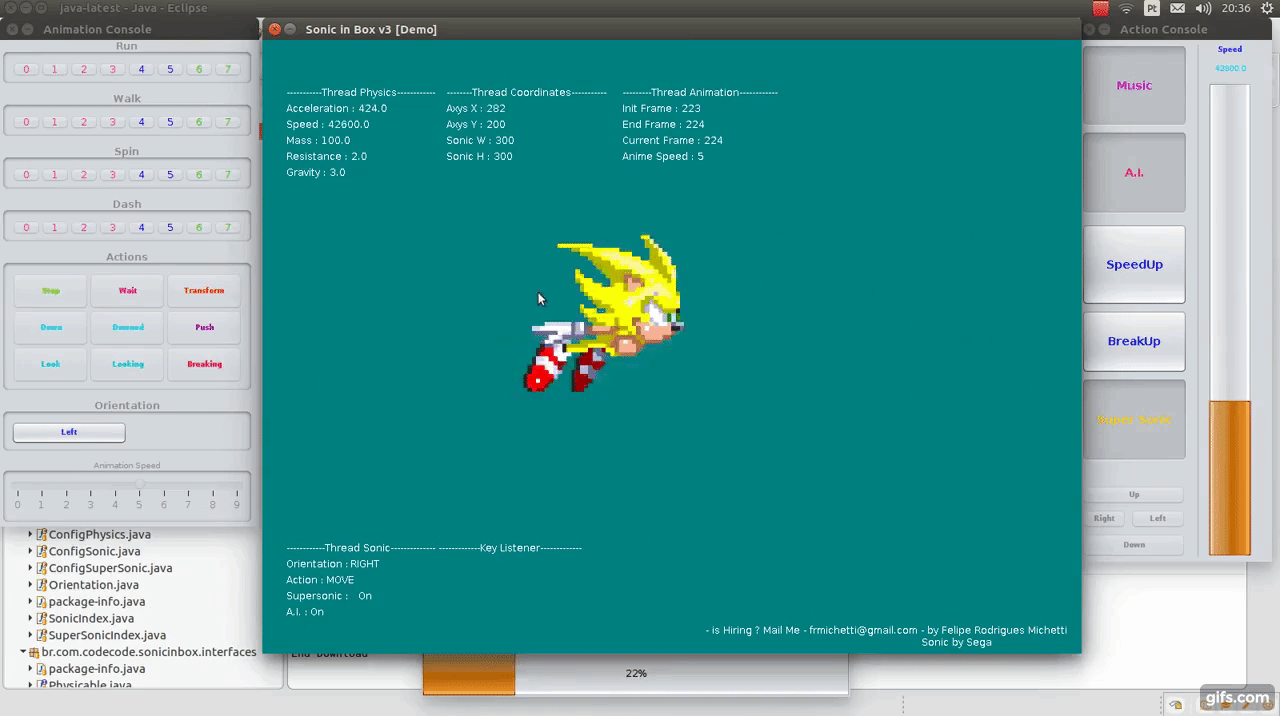 java-latest - Java - Eclipse
Pt
20:36
Animation Console
Run
0 1 2 3 4 5 6 7
Walk
0 1 2 3 4 5 6 7
Spin
0 1 2 3 4 5 6 7
Dash
0 1 2 3 4 5 6 7
Actions
Stop Wait Transform
Down Downed Push
Look Looking Breaking
Orientation
Left
Animation Speed
0 1 2 3 4 5 6 7 8 9
ConfigPhysics.java
ConfigSonic.java
ConfigSuperSonic.java
Orientation.java
package-info.java
SonicIndex.java
SuperSonicIndex.java
br.com.codecode.sonicinbox.interfaces
package-info.java
Physicable.java
Sonic in Box v3 [Demo]
-----------Thread Physics------------
Acceleration : 424.0
Speed : 42600.0
Mass : 100.0
Resistance : 2.0
Gravity : 3.0
--------Thread Coordinates-----------
Axys X : 282
Axys Y : 200
Sonic W : 300
Sonic H : 300
---------Thread Animation------------
Init Frame : 223
End Frame : 224
Current Frame : 224
Anime Speed : 5
------------Thread Sonic-------------- -------------Key Listener-------------
Orientation : RIGHT
Action : MOVE
Supersonic : On
A.I. : On
- is Hiring ? Mail Me - frmichetti@gmail.com - by Felipe Rodrigues Michetti
Sonic by Sega
End Download
22%
Action Console
Music
A.I.
SpeedUp
BreakUp
Super Sonic
Up
Right Left
Down
Speed
42600.0
gifs.com